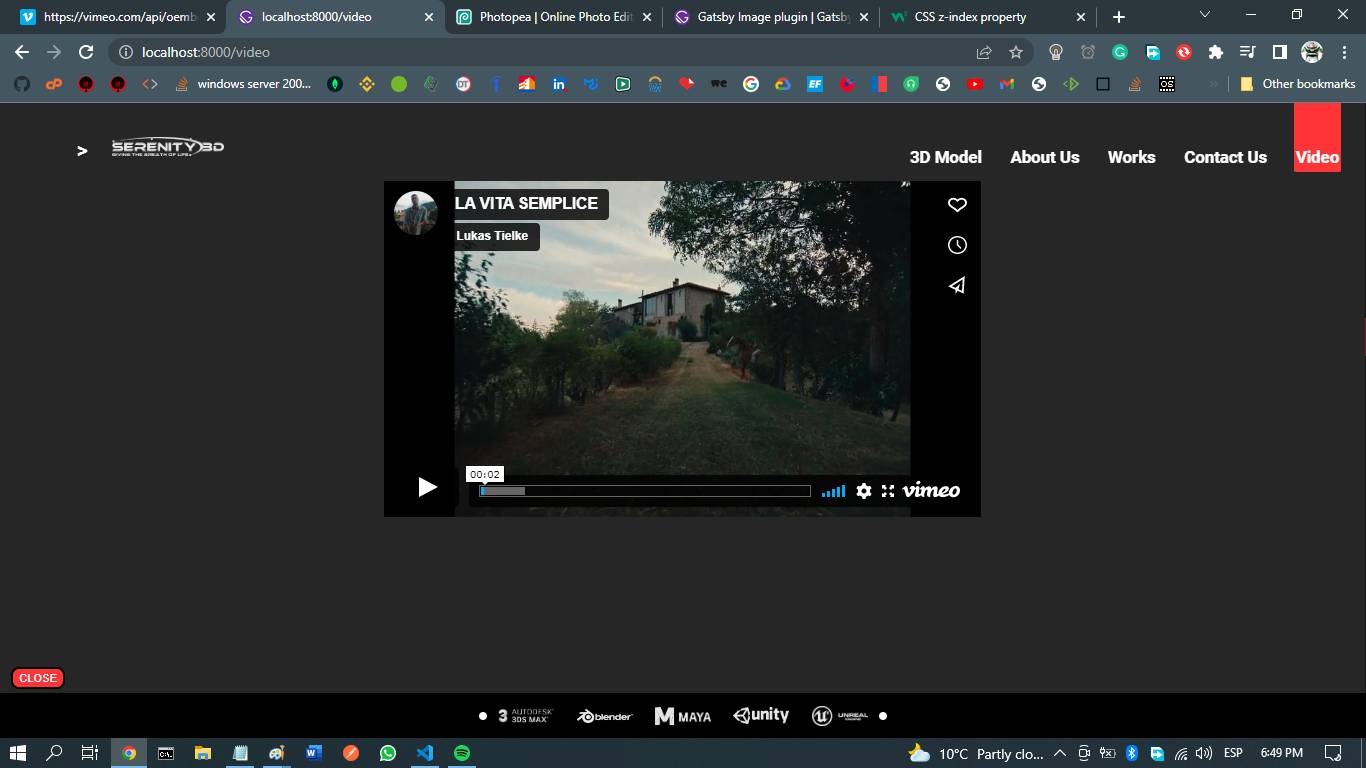 https://vimeo.com/api/oemb
localhost:8000/video
Photopea | Online Photo Edit
Gatsby Image plugin | Gatsby
CSS z-index property
localhost:8000/video
windows server 200...
Other bookmarks
>
SERENITY3D
GIVING THE BREATH OF LIFE.
3D Model
About Us
Works
Contact Us
Video
LA VITA SEMPLICE
Lukas Tielke
00:02
vimeo
CLOSE
3 AUTODESK
3DS MAX
blender
M MAYA
unity
UNREAL
10°C Partly clo...
ESP
6:49 PM